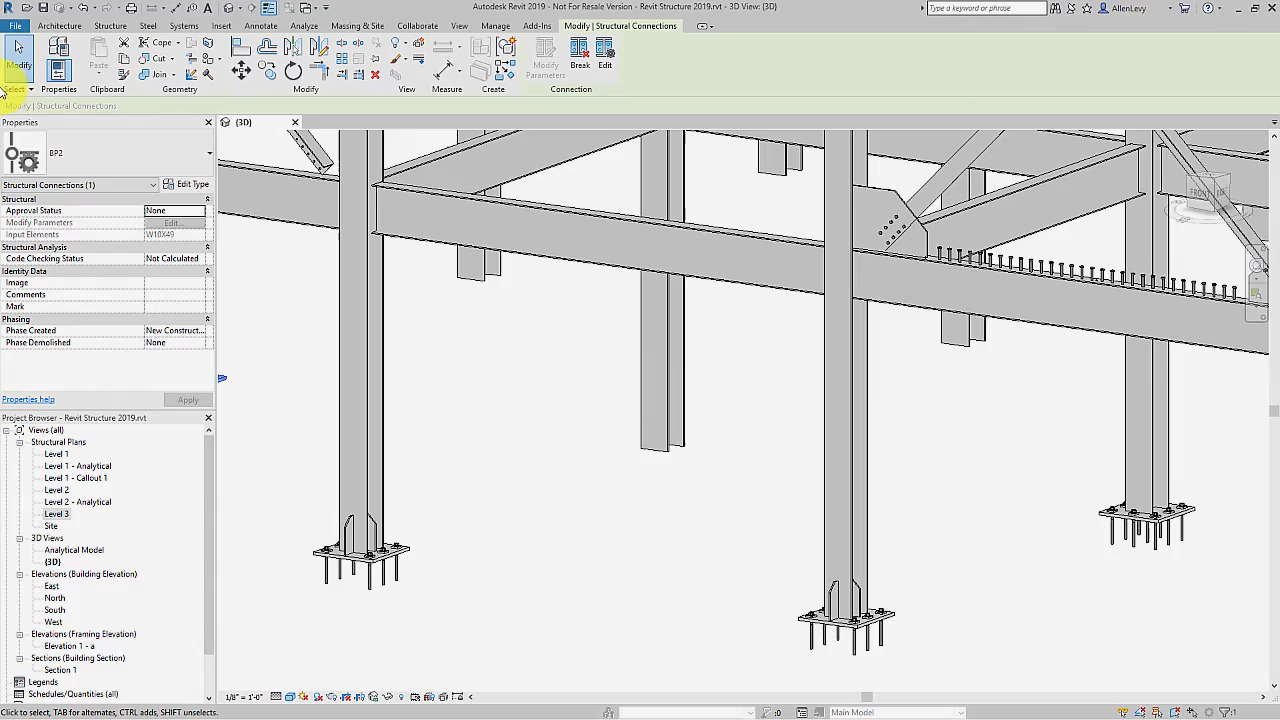 Autodesk Revit 2019 - Not For Resale Version - Revit Structure 2019.rvt - 3D View: {3D}
Type a keyword or phrase
AllenLevy
File Architecture Structure Steel Systems Insert Annotate Analyze Massing & Site Collaborate View Manage Add-Ins Modify | Structural Connections
Modify
Paste
Cope
Cut
Join
Modify Parameters
Break
Edit
Select Properties Clipboard Geometry Modify View Measure Create Connection
Modify | Structural Connections
Properties
{3D}
BP2
Structural Connections (1)
Edit Type
Structural
Approval Status None
Modify Parameters Edit...
Input Elements W10X49
Structural Analysis
Code Checking Status Not Calculated
Identity Data
Image
Comments
Mark
Phasing
Phase Created New Construct...
Phase Demolished None
Properties help
Apply
Project Browser - Revit Structure 2019.rvt
Views (all)
Structural Plans
Level 1
Level 1 - Analytical
Level 1 - Callout 1
Level 2
Level 2 - Analytical
Level 3
Site
3D Views
Analytical Model
{3D}
Elevations (Building Elevation)
East
North
South
West
Elevations (Framing Elevation)
Elevation 1 - a
Sections (Building Section)
Section 1
Legends
Schedules/Quantities (all)
FRONT
1/8" = 1'-0"
Click to select, TAB for alternates, CTRL adds, SHIFT unselects.
:0
Main Model
:1